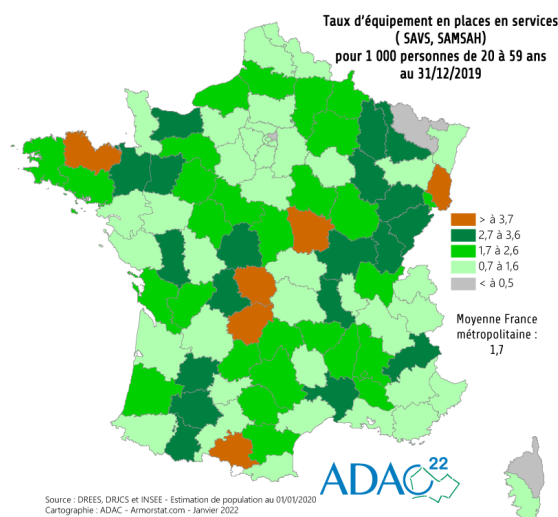 Taux d'équipement en places en services
( SAVS, SAMSAH)
pour 1 000 personnes de 20 à 59 ans
au 31/12/2019
> à 3,7
2,7 à 3,6
1,7 à 2,6
0,7 à 1,6
< à 0,5
Moyenne France
métropolitaine :
1,7
ADAC 22
Source : DREES, DRJCS et INSEE - Estimation de population au 01/01/2020
Cartographie : ADAC - Armorstat.com - Janvier 2022